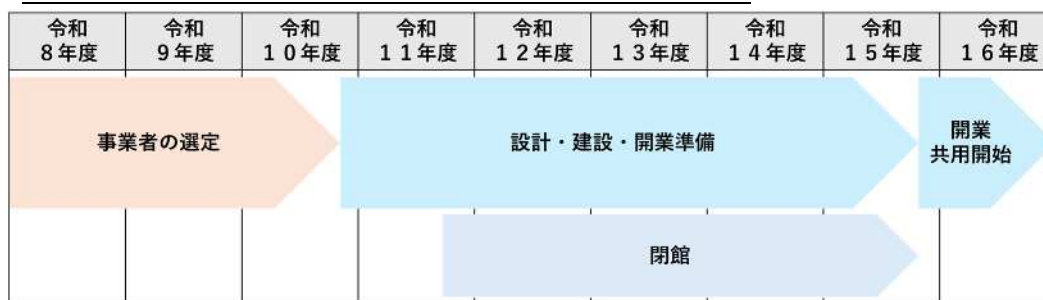 令和
8年度
令和
9年度
令和
10年度
令和
11年度
令和
12年度
令和
13年度
令和
14年度
令和
15年度
令和
16年度
事業者の選定
設計・建設・開業準備
開業
共用開始
閉館